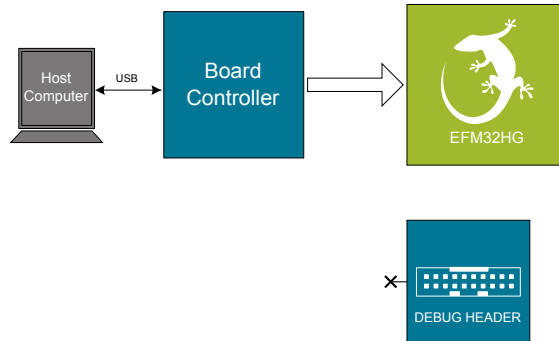 Host
Computer
USB
Board
Controller
EFM32HG
DEBUG HEADER